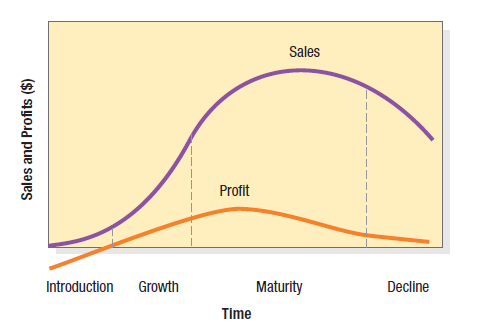 Sales
Sales and Profits ($)
Profit
Introduction Growth Maturity Decline
Time